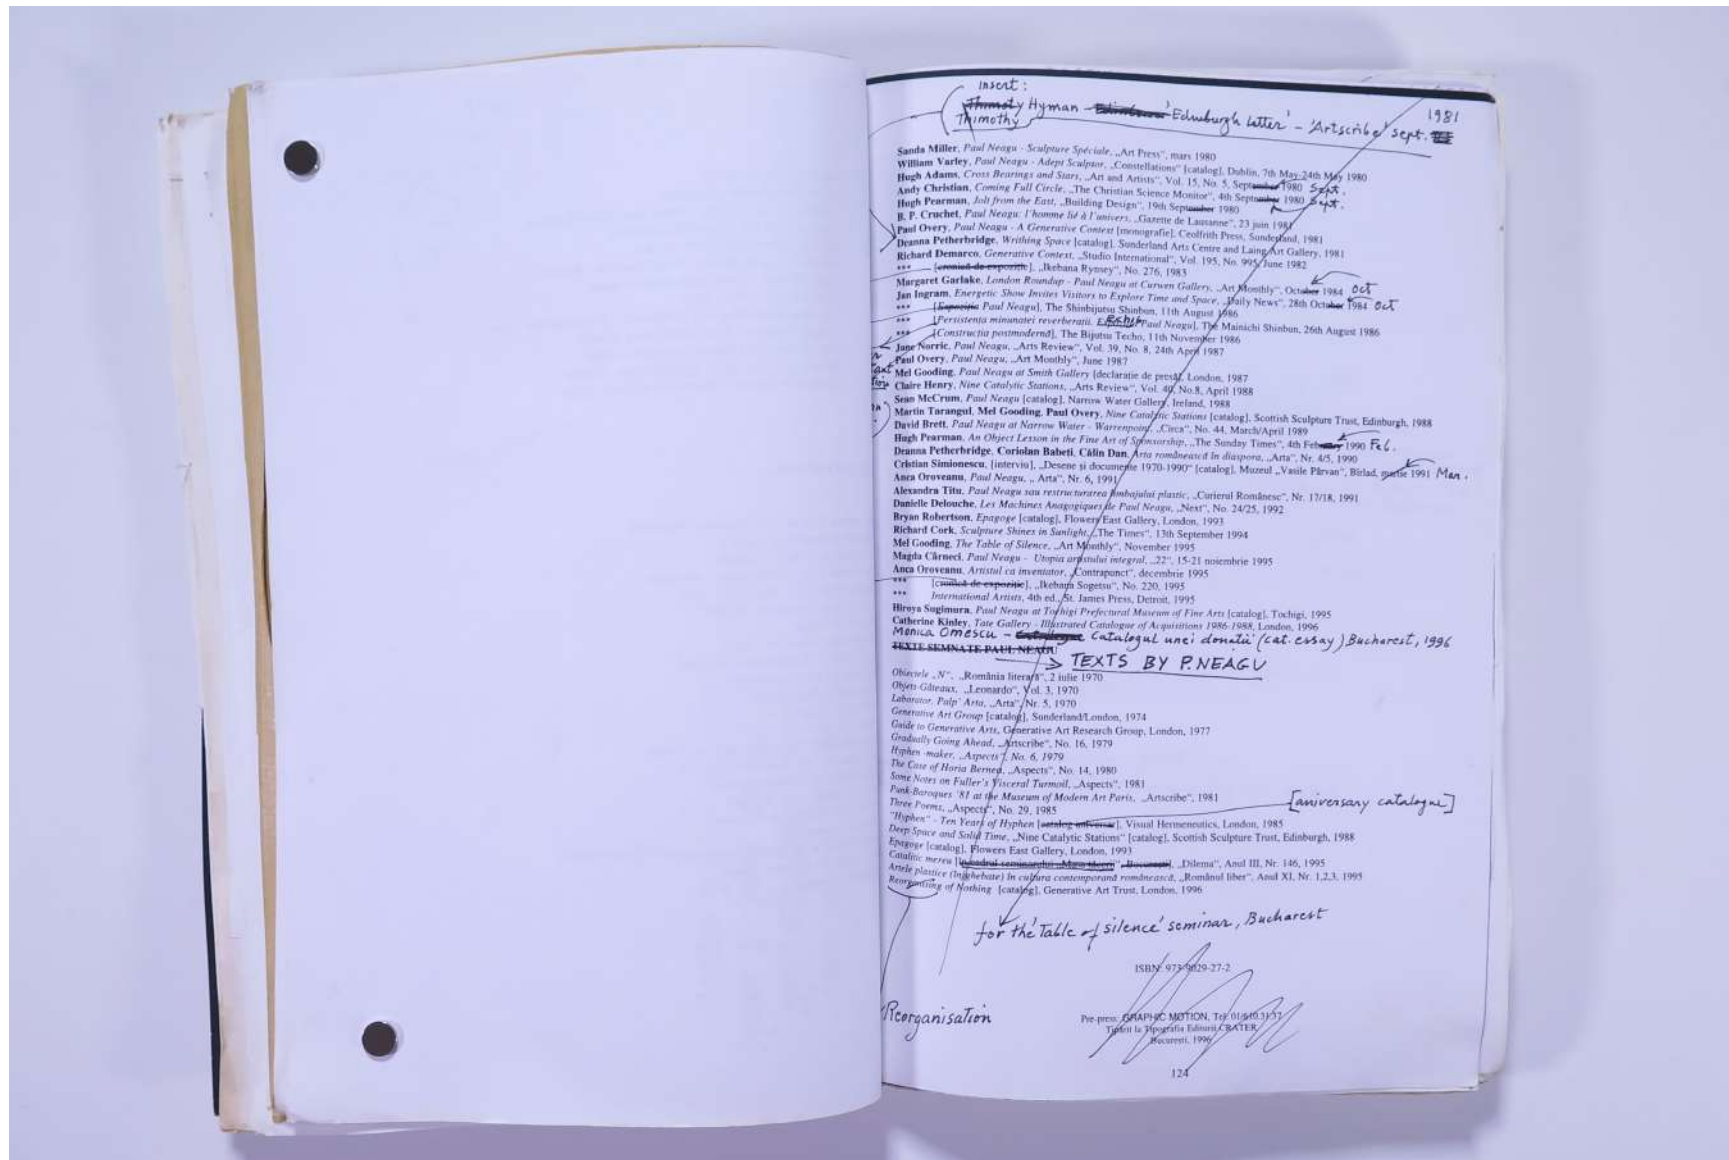 insert:
Thimoty Hyman - Edinburgh 'Edinburgh Letter' - 'Artscribe' sept. 1981
Thimothy
Sanda Miller, Paul Neagu - Sculpture Spéciale, „Art Press“, mars 1980
William Varley, Paul Neagu - Adept Sculptor, „Constellations“ [catalog], Dublin, 7th May-24th May 1980
Hugh Adams, Cross Bearings and Stars, „Art and Artists“, Vol. 15, No. 5, September 1980 Sept.
Andy Christian, Coming Full Circle, „The Christian Science Monitor“, 4th September 1980 Sept.
Hugh Pearman, Jolt from the East, „Building Design“, 19th September 1980
B. P. Cruchet, Paul Neagu: l'homme lié à l'univers, „Gazette de Lausanne“, 23 juin 1981
Paul Overy, Paul Neagu - A Generative Context [monografie], Ceolfrith Press, Sunderland, 1981
Deanna Petherbridge, Writhing Space [catalog], Sunderland Arts Centre and Laing Art Gallery, 1981
Richard Demarco, Generative Context, „Studio International“, Vol. 195, No. 995, June 1982
*** [cronică de expoziție], „Ikebana Ryusey“, No. 276, 1983
Margaret Garlake, London Roundup - Paul Neagu at Curwen Gallery, „Art Monthly“, October 1984 Oct
Jan Ingram, Energetic Show Invites Visitors to Explore Time and Space, „Daily News“, 28th October 1984 Oct
*** [Expoziție Paul Neagu], The Shinbijutsu Shinbun, 11th August 1986
*** [Persistența minunatei reverberații. Paul Neagu], The Mainichi Shinbun, 26th August 1986
*** [Construcția postmodernă], The Bijutsu Techo, 11th November 1986
Jane Norrie, Paul Neagu, „Arts Review“, Vol. 39, No. 8, 24th April 1987
Paul Overy, Paul Neagu, „Art Monthly“, June 1987
Mel Gooding, Paul Neagu at Smith Gallery [declarație de presă], London, 1987
Claire Henry, Nine Catalytic Stations, „Arts Review“, Vol. 40, No.8, April 1988
Sean McCrum, Paul Neagu [catalog], Narrow Water Gallery, Ireland, 1988
Martin Tarangul, Mel Gooding, Paul Overy, Nine Catalytic Stations [catalog], Scottish Sculpture Trust, Edinburgh, 1988
David Brett, Paul Neagu at Narrow Water - Warrenpoint, „Circa“, No. 44, March/April 1989
Hugh Pearman, An Object Lesson in the Fine Art of Sponsorship, „The Sunday Times“, 4th February 1990 Feb.
Deanna Petherbridge, Coriolan Babeți, Călin Dan, Arta românească în diaspora, „Arta“, Nr. 4/5, 1990
Cristian Simionescu, [interviu], „Desene și documente 1970-1990“ [catalog], Muzeul „Vasile Pârvan“, Bîrlad, martie 1991 Mar.
Anca Oroveanu, Paul Neagu, „ Arta“, Nr. 6, 1991
Alexandra Titu, Paul Neagu sau restructurarea limbajului plastic, „Curierul Românesc“, Nr. 17/18, 1991
Danielle Delouche, Les Machines Anagogiques de Paul Neagu, „Next“, No. 24/25, 1992
Bryan Robertson, Epagoge [catalog], Flowers East Gallery, London, 1993
Richard Cork, Sculpture Shines in Sunlight, „The Times“, 13th September 1994
Mel Gooding, The Table of Silence, „Art Monthly“, November 1995
Magda Cârneci, Paul Neagu - Utopia artistului integral, „22“, 15-21 noiembrie 1995
Anca Oroveanu, Artistul ca inventator, „Contrapunct“, decembrie 1995
*** [cronică de expoziție], „Ikebana Sogetsu“, No. 220, 1995
*** International Artists, 4th ed., St. James Press, Detroit, 1995
Hiroya Sugimura, Paul Neagu at Tochigi Prefectural Museum of Fine Arts [catalog], Tochigi, 1995
Catherine Kinley, Tate Gallery - Illustrated Catalogue of Acquisitions 1986-1988, London, 1996
Monica Omescu - Catalogul unei donații (cat. essay) Bucharest, 1996
TEXTE SEMNATE PAUL NEAGU
TEXTS BY P. NEAGU
Obiectele „N“, „România literară“, 2 iulie 1970
Objets-Gâteaux, „Leonardo“, Vol. 3, 1970
Laborator, Palp' Arta, „Arta“, Nr. 5, 1970
Generative Art Group [catalog], Sunderland/London, 1974
Guide to Generative Arts, Generative Art Research Group, London, 1977
Gradually Going Ahead, „Artscribe“, No. 16, 1979
Hyphen -maker, „Aspects“, No. 6, 1979
The Case of Horia Bernea, „Aspects“, No. 14, 1980
Some Notes on Fuller's Visceral Turmoil, „Aspects“, 1981
Punk-Baroques '81 at the Museum of Modern Art Paris, „Artscribe“, 1981
Three Poems, „Aspects“, No. 29, 1985
[aniversary catalogue]
"Hyphen" - Ten Years of Hyphen [catalog aniversar], Visual Hermeneutics, London, 1985
Deep Space and Solid Time, „Nine Catalytic Stations“ [catalog], Scottish Sculpture Trust, Edinburgh, 1988
Epagoge [catalog], Flowers East Gallery, London, 1993
Catalitic mereu [în cadrul seminarului „Masa tăcerii“, București], „Dilema“, Anul III, Nr. 146, 1995
Artele plastice (înghebate) în cultura contemporană românească, „Românul liber“, Anul XI, Nr. 1,2,3, 1995
Reorganising of Nothing [catalog], Generative Art Trust, London, 1996
for the 'Table of silence' seminar, Bucharest
ISBN: 973-9029-27-2
Reorganisation
Pre-press: GRAPHIC MOTION, Tel. 01/610.31.37
Tipărit la Tipografia Editurii CRATER
București, 1996
124